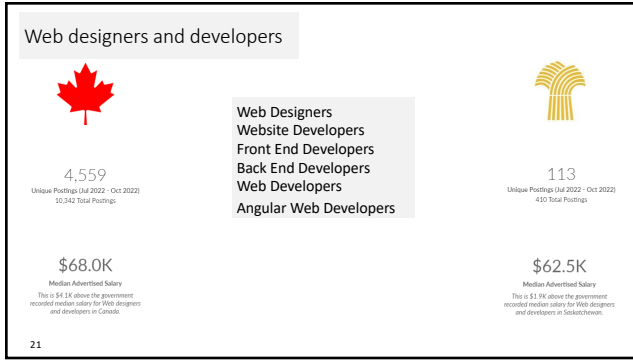 Web designers and developers
4,559
Unique Postings (Jul 2022 - Oct 2022)
10,342 Total Postings
$68.0K
Median Advertised Salary
This is $4.1K above the government
recorded median salary for Web designers
and developers in Canada.
Web Designers
Website Developers
Front End Developers
Back End Developers
Web Developers
Angular Web Developers
113
Unique Postings (Jul 2022 - Oct 2022)
410 Total Postings
$62.5K
Median Advertised Salary
This is $1.9K above the government
recorded median salary for Web designers
and developers in Saskatchewan.
21